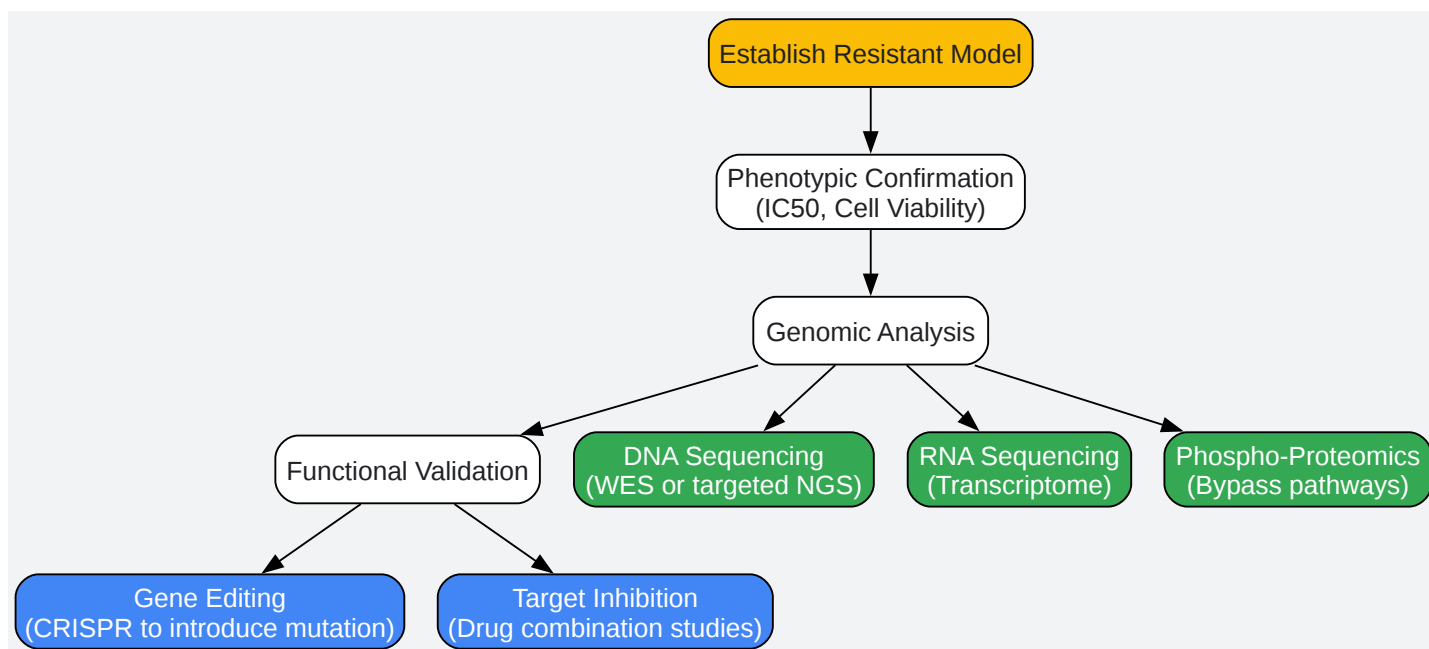 Establish Resistant Model
Phenotypic Confirmation
(IC50, Cell Viability)
Genomic Analysis
Functional Validation
DNA Sequencing
(WES or targeted NGS)
RNA Sequencing
(Transcriptome)
Phospho-Proteomics
(Bypass pathways)
Gene Editing
(CRISPR to introduce mutation)
Target Inhibition
(Drug combination studies)